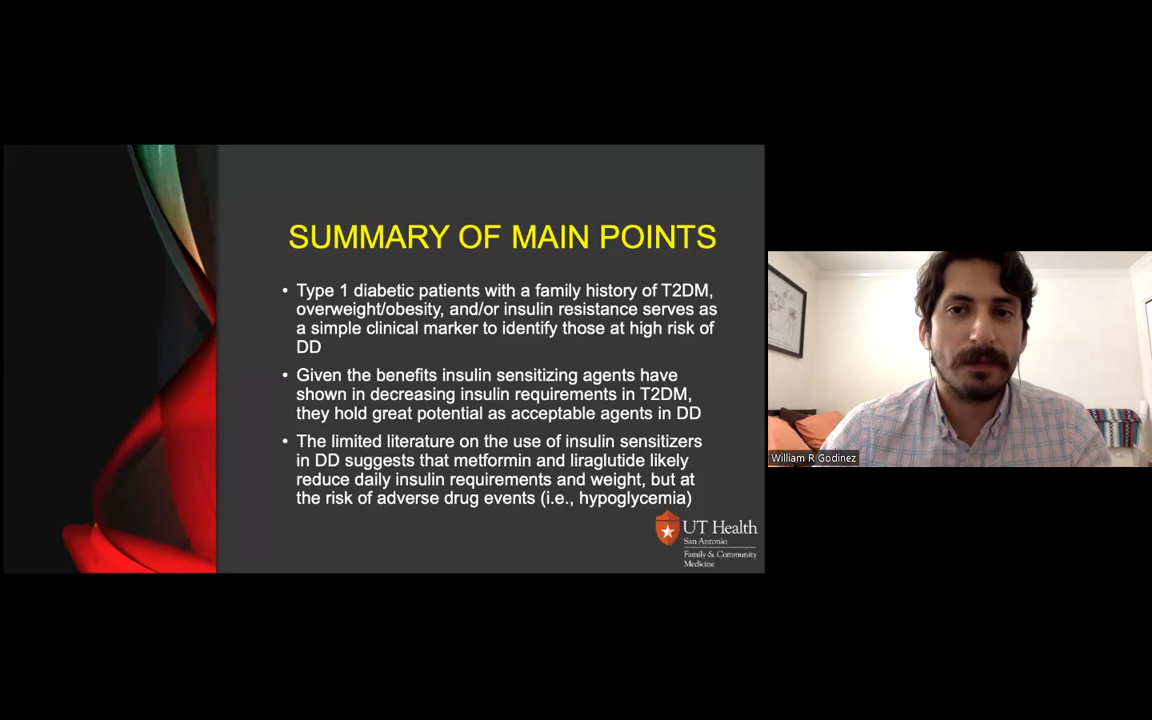 SUMMARY OF MAIN POINTS
• Type 1 diabetic patients with a family history of T2DM,
overweight/obesity, and/or insulin resistance serves as
a simple clinical marker to identify those at high risk of
DD
• Given the benefits insulin sensitizing agents have
shown in decreasing insulin requirements in T2DM,
they hold great potential as acceptable agents in DD
• The limited literature on the use of insulin sensitizers
in DD suggests that metformin and liraglutide likely
reduce daily insulin requirements and weight, but at
the risk of adverse drug events (i.e., hypoglycemia)
UT Health
San Antonio
Family & Community
Medicine
William R Godinez